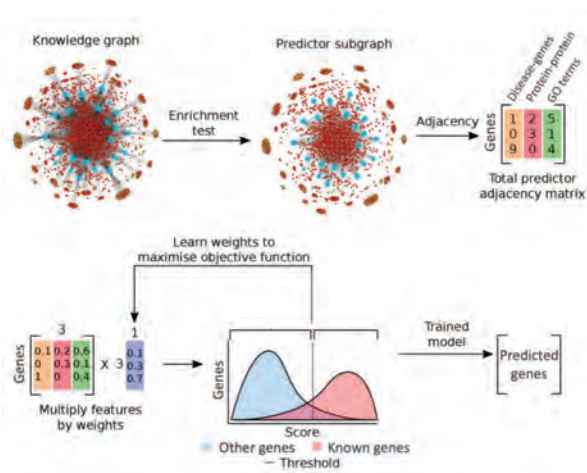 Knowledge graph
Predictor subgraph
Enrichment
test
Adjacency
Disease-genes
Protein-protein
GO terms
Genes
1 2 5
0 3 1
9 0 4
Total predictor
adjacency matrix
Learn weights to
maximise objective function
3
1
Genes
0.1 0.2 0.6
0 0.3 0.1
1 0 0.4
X 3
0.1
0.3
0.7
Multiply features
by weights
Genes
Score
Other genes Known genes
— Threshold
Trained
model
Predicted
genes